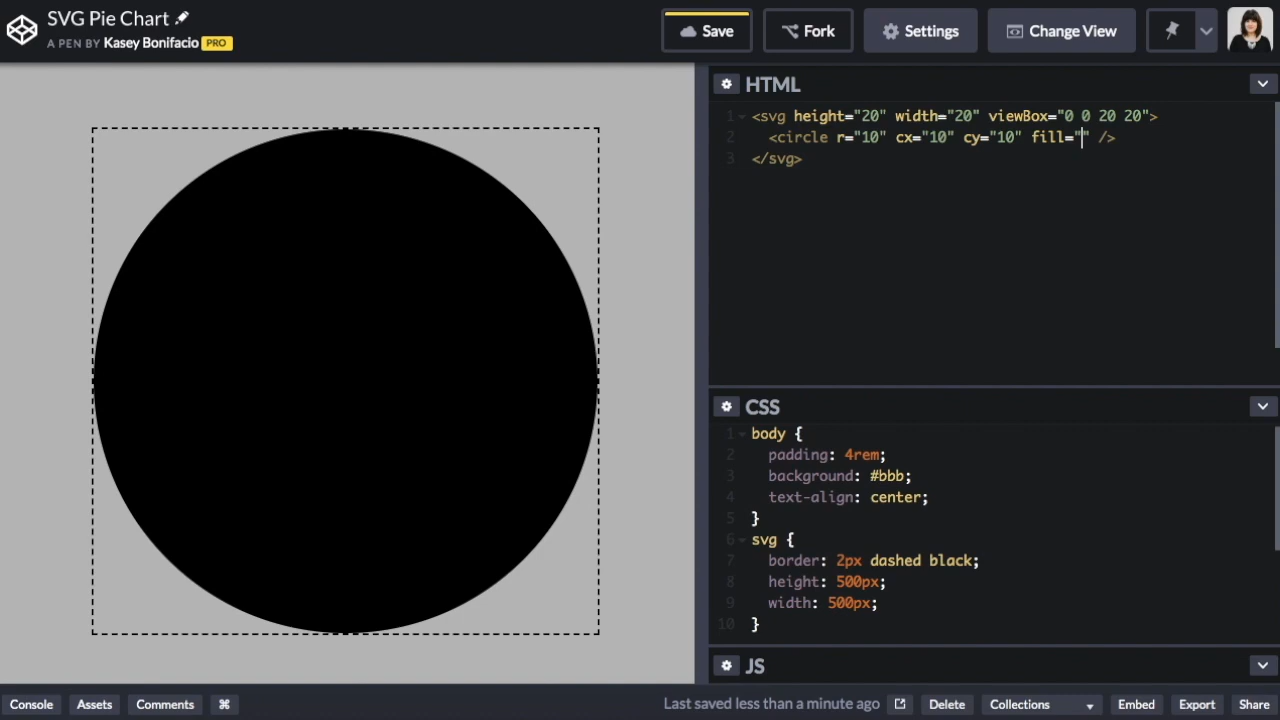 SVG Pie Chart
A PEN BY Kasey Bonifacio PRO
Save
Fork
Settings
Change View
HTML
1 <svg height="20" width="20" viewBox="0 0 20 20">
2 <circle r="10" cx="10" cy="10" fill="" />
3 </svg>
CSS
1 body {
2 padding: 4rem;
3 background: #bbb;
4 text-align: center;
5 }
6 svg {
7 border: 2px dashed black;
8 height: 500px;
9 width: 500px;
10 }
JS
Console Assets Comments ⌘ Last saved less than a minute ago Delete Collections Embed Export Share